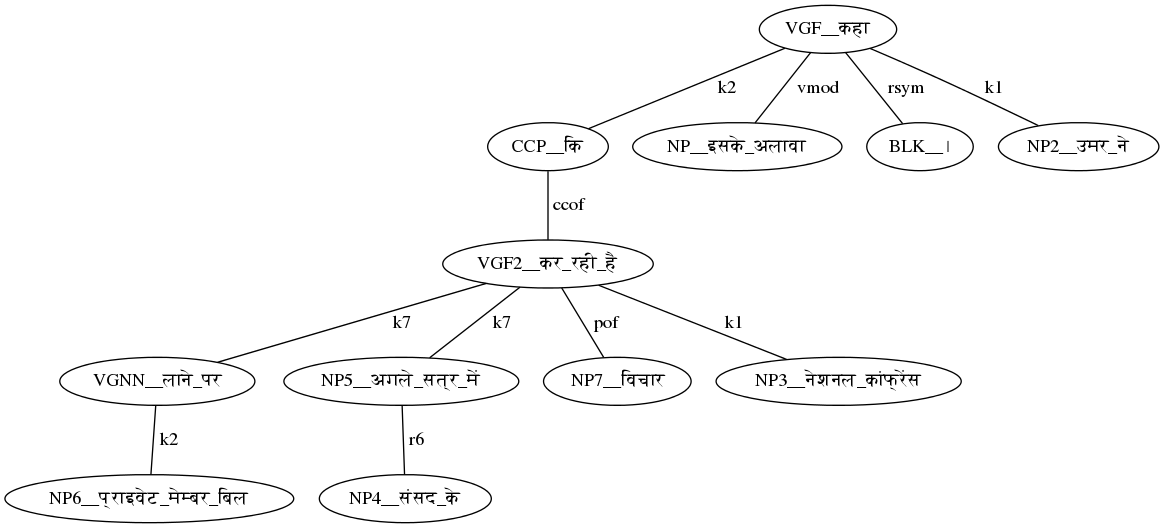 VGF__कहा
k2 vmod rsym k1
CCP__कि NP__इसके_अलावा BLK__। NP2__उमर_ने
ccof
VGF2__कर_रही_है
k7 k7 pof k1
VGNN__लाने_पर NP5__अगले_सत्र_में NP7__विचार NP3__नेशनल_कांफ्रेंस
k2 r6
NP6__प्राइवेट_मेम्बर_बिल NP4__संसद_के